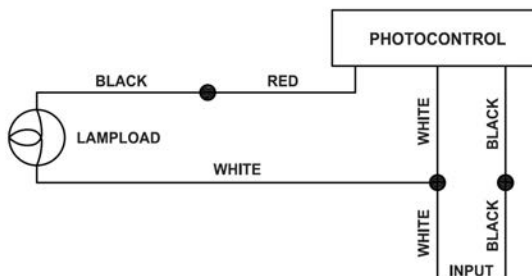 PHOTOCONTROL
BLACK
RED
LAMPLOAD
WHITE
WHITE
BLACK
WHITE
BLACK
INPUT